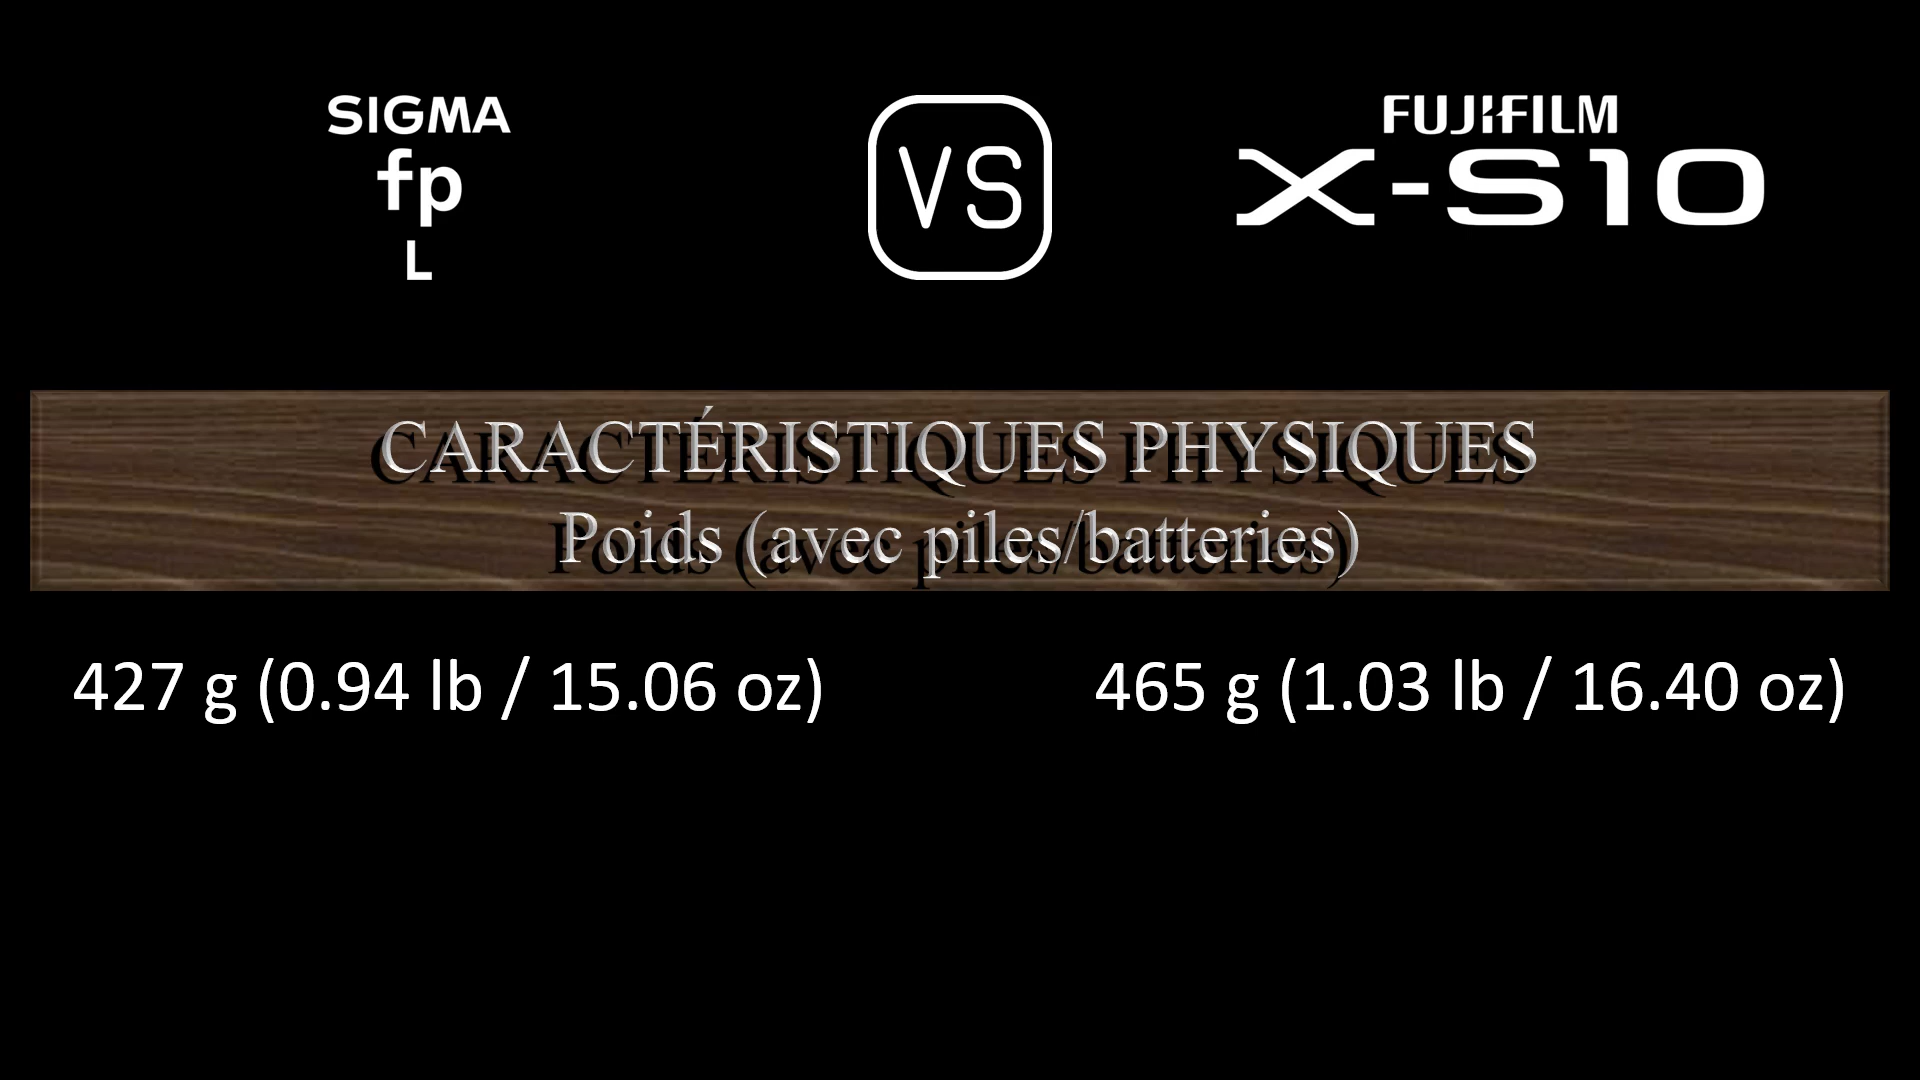 SIGMA
fp
L
VS
FUJIFILM
X-S10
CARACTÉRISTIQUES PHYSIQUES
Poids (avec piles/batteries)
427 g (0.94 lb / 15.06 oz)
465 g (1.03 lb / 16.40 oz)